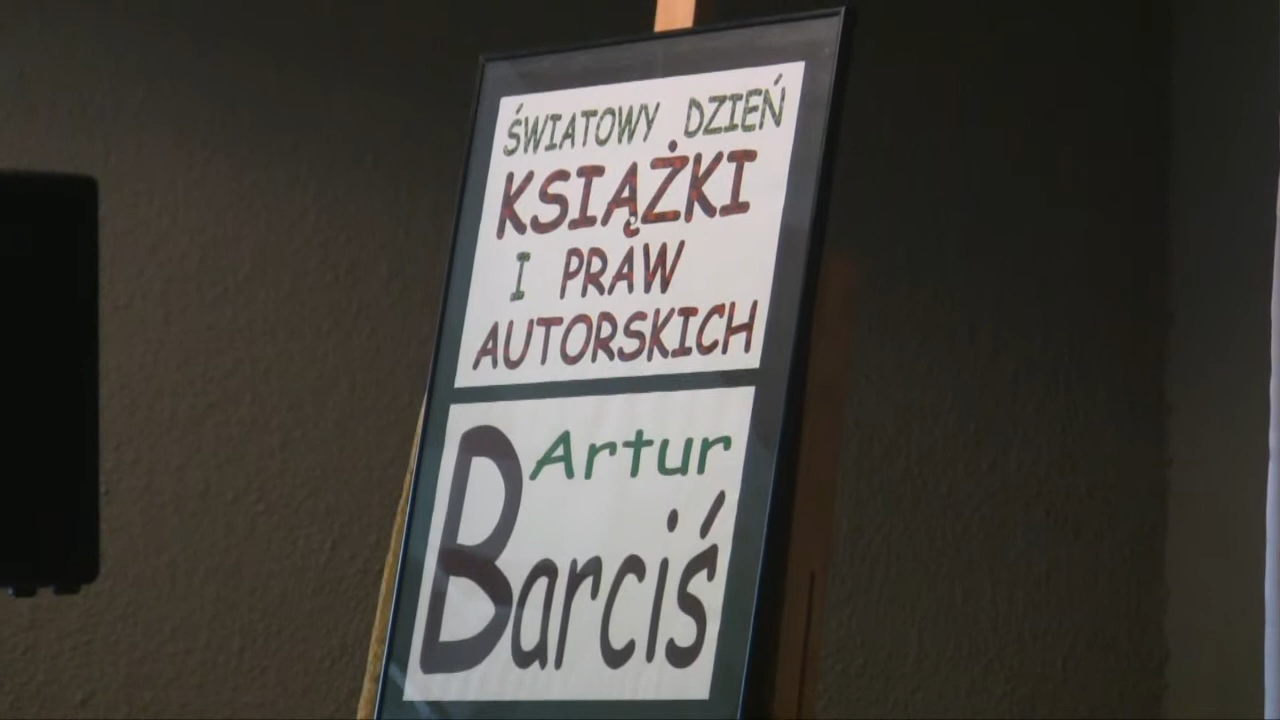 ŚWIATOWY DZIEŃ
KSIĄŻKI
I PRAW
AUTORSKICH
Artur
Barciś